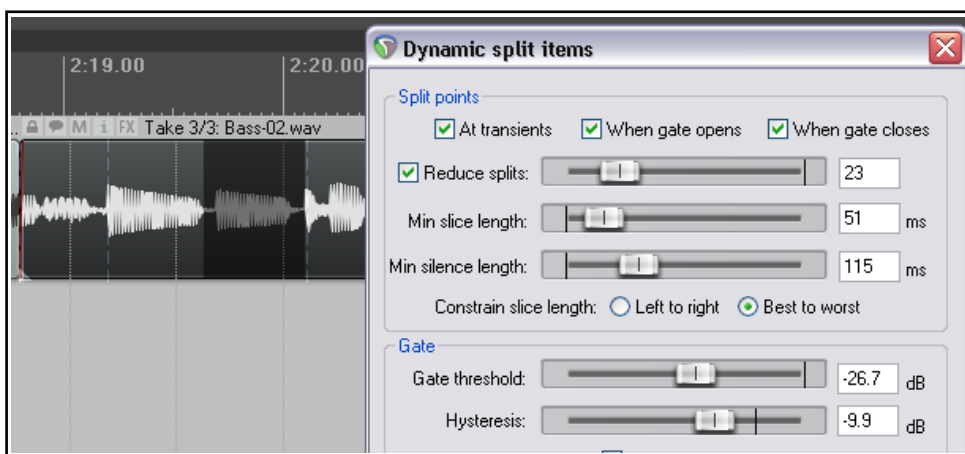 2:19.00 2:20.00
M i FX Take 3/3: Bass-02.wav
Dynamic split items
Split points
At transients When gate opens When gate closes
Reduce splits: 23
Min slice length: 51 ms
Min silence length: 115 ms
Constrain slice length: Left to right Best to worst
Gate
Gate threshold: -26.7 dB
Hysteresis: -9.9 dB